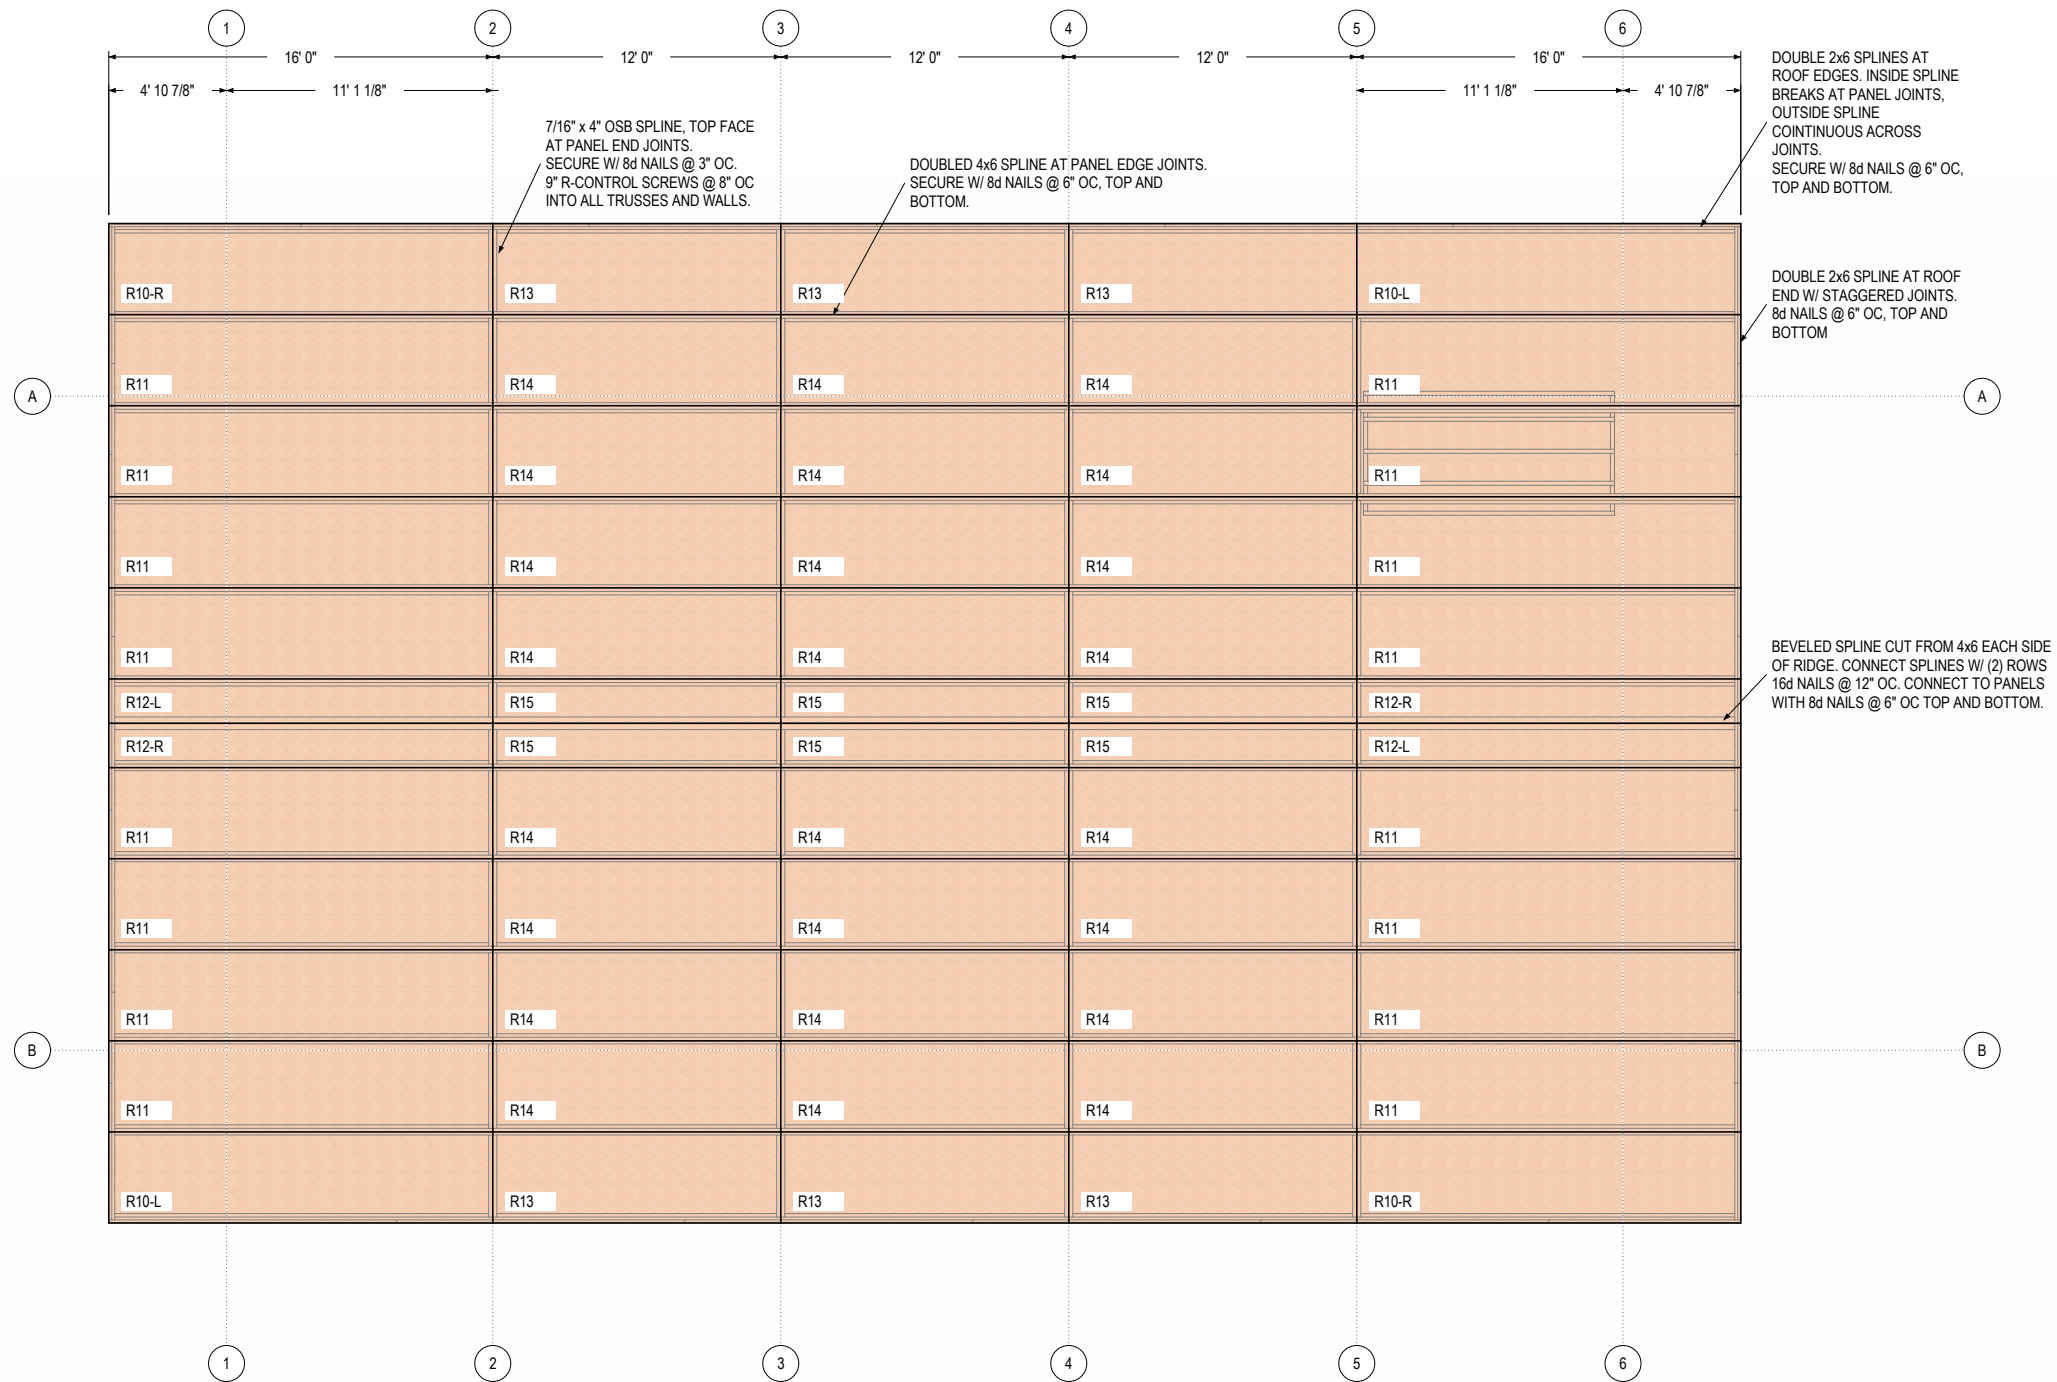 1 2 3 4 5 6
16' 0" 12' 0" 12' 0" 12' 0" 16' 0"
4' 10 7/8" 11' 1 1/8" 11' 1 1/8" 4' 10 7/8"
7/16" x 4" OSB SPLINE, TOP FACE
AT PANEL END JOINTS.
SECURE W/ 8d NAILS @ 3" OC.
9" R-CONTROL SCREWS @ 8" OC
INTO ALL TRUSSES AND WALLS.
DOUBLED 4x6 SPLINE AT PANEL EDGE JOINTS.
SECURE W/ 8d NAILS @ 6" OC, TOP AND
BOTTOM.
DOUBLE 2x6 SPLINES AT
ROOF EDGES. INSIDE SPLINE
BREAKS AT PANEL JOINTS,
OUTSIDE SPLINE
COINTINUOUS ACROSS
JOINTS.
SECURE W/ 8d NAILS @ 6" OC,
TOP AND BOTTOM.
DOUBLE 2x6 SPLINE AT ROOF
END W/ STAGGERED JOINTS.
8d NAILS @ 6" OC, TOP AND
BOTTOM
R10-R R13 R13 R13 R10-L
R11 R14 R14 R14 R11
A A
R11 R14 R14 R14 R11
R11 R14 R14 R14 R11
R11 R14 R14 R14 R11
BEVELED SPLINE CUT FROM 4x6 EACH SIDE
OF RIDGE. CONNECT SPLINES W/ (2) ROWS
16d NAILS @ 12" OC. CONNECT TO PANELS
WITH 8d NAILS @ 6" OC TOP AND BOTTOM.
R12-L R15 R15 R15 R12-R
R12-R R15 R15 R15 R12-L
R11 R14 R14 R14 R11
R11 R14 R14 R14 R11
R11 R14 R14 R14 R11
B B
R11 R14 R14 R14 R11
R10-L R13 R13 R13 R10-R
1 2 3 4 5 6